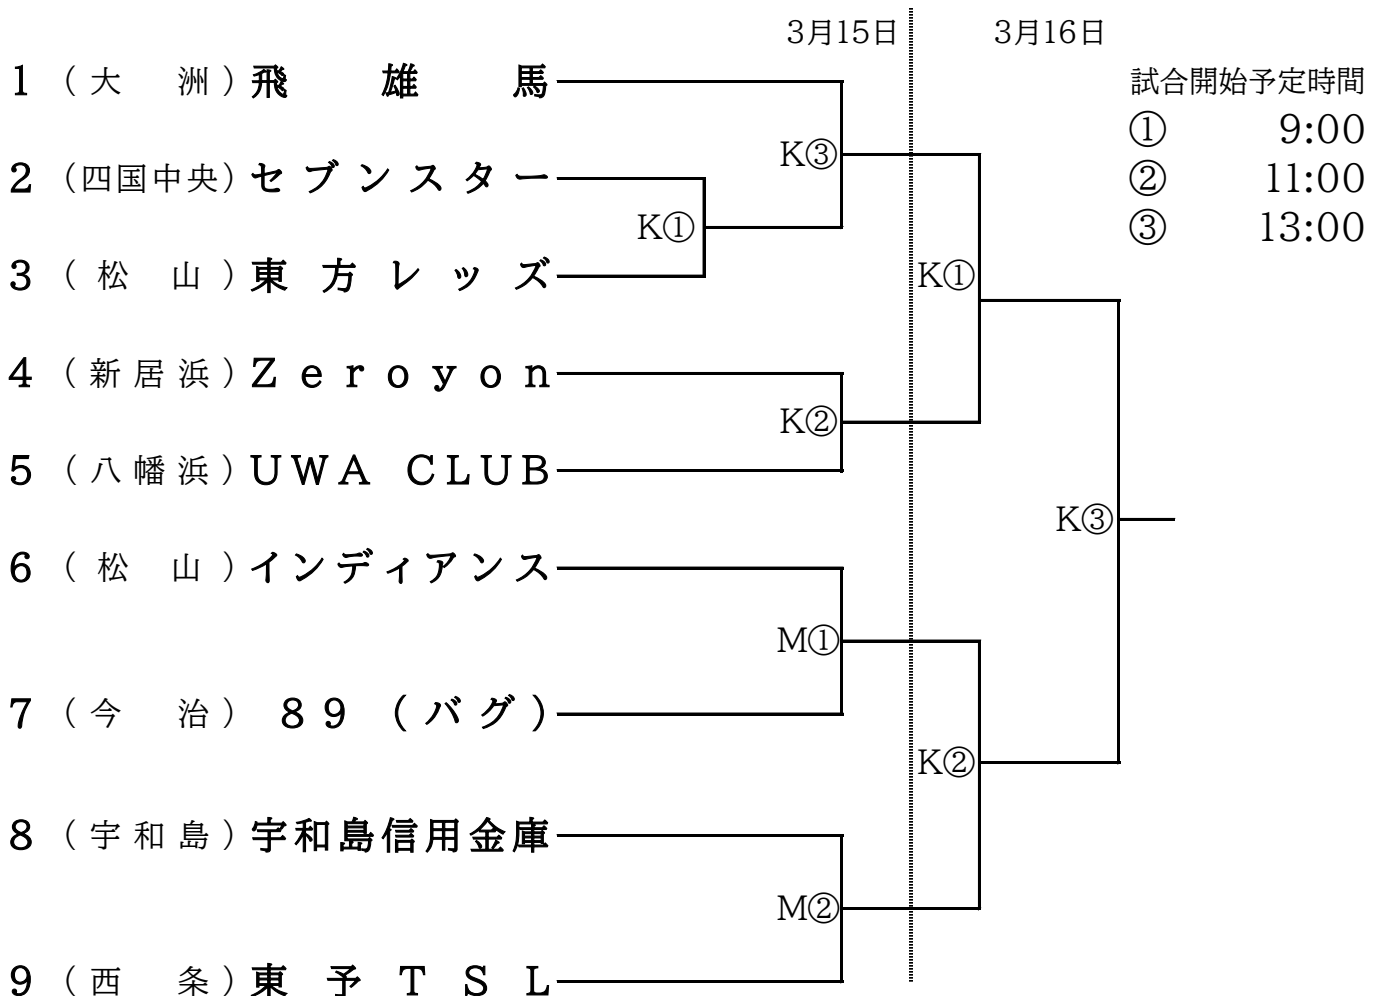 3月15日 3月16日
試合開始予定時間
1 (大 洲) 飛 雄 馬
① 9:00
K③
2 (四国中央) セブンスター
② 11:00
K①
③ 13:00
3 (松 山) 東方レッズ
K①
4 (新居浜) Zeroyon
K②
5 (八幡浜) UWA CLUB
K③
6 (松 山) インディアンス
M①
7 (今 治) 89(バグ)
K②
8 (宇和島) 宇和島信用金庫
M②
9 (西 条) 東予TSL